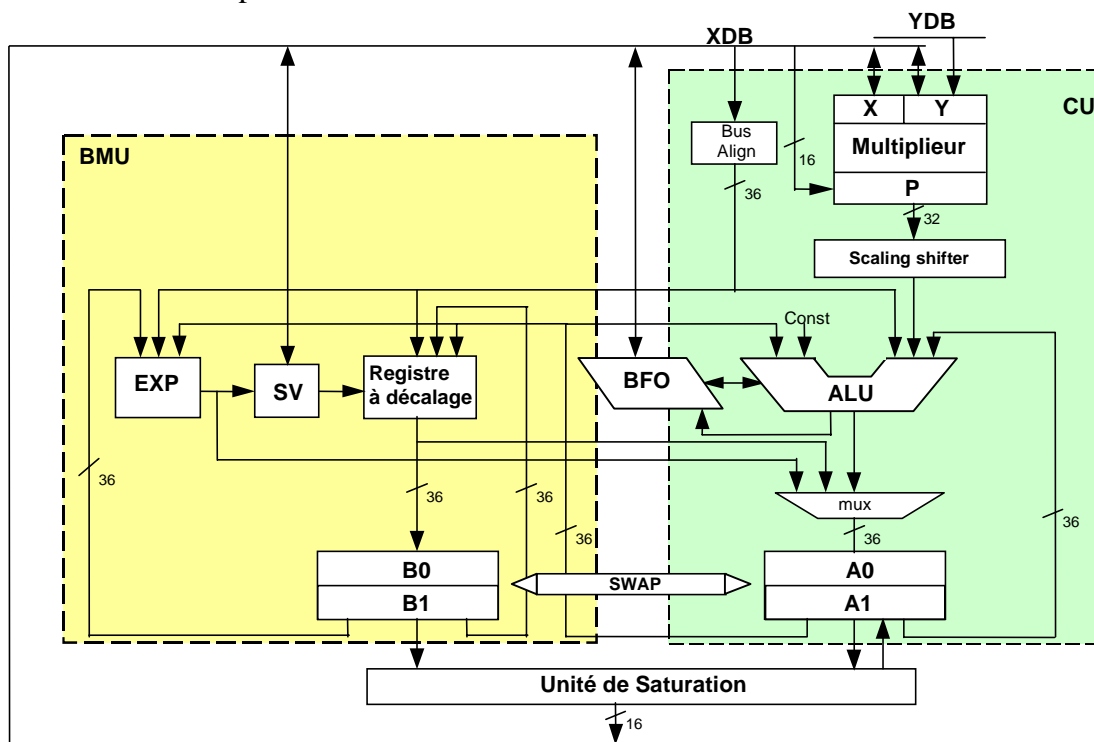 YDB
XDB
CU
X
Y
BMU
Bus
Align
Multiplieur
16
P
36
32
Scaling shifter
Const
EXP
SV
Registre
à décalage
BFO
ALU
36
36
36
mux
36
36
36
B0
SWAP
A0
B1
A1
Unité de Saturation
16